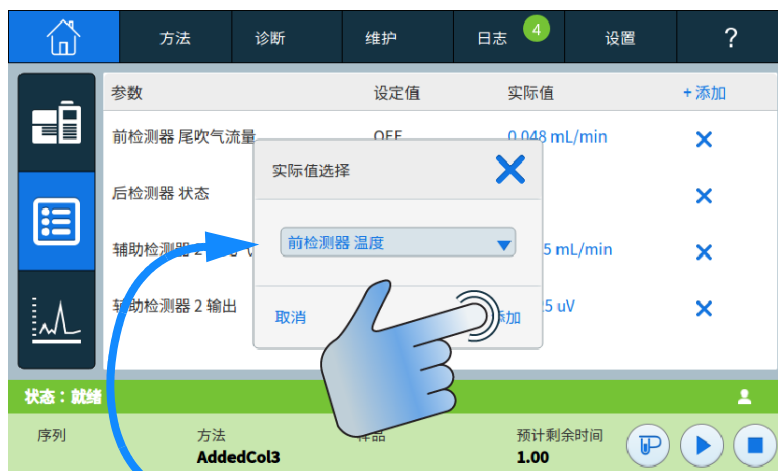 方法 诊断 维护 日志 4 设置 ?
参数 设定值 实际值 + 添加
前检测器 尾吹气流量 OFF 0.048 mL/min
实际值选择
后检测器 状态
前检测器 温度
辅助检测器 2 5 mL/min
辅助检测器 2 输出 25 uV
取消 添加
状态：就绪
序列 方法 样品 预计剩余时间
AddedCol3 1.00